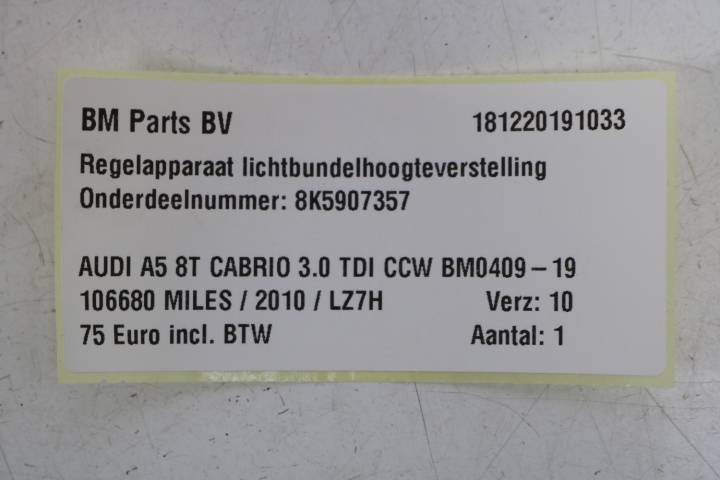 BM Parts BV 181220191033
Regelapparaat lichtbundelhoogteverstelling
Onderdeelnummer: 8K5907357
AUDI A5 8T CABRIO 3.0 TDI CCW BM0409 – 19
106680 MILES / 2010 / LZ7H Verz: 10
75 Euro incl. BTW Aantal: 1